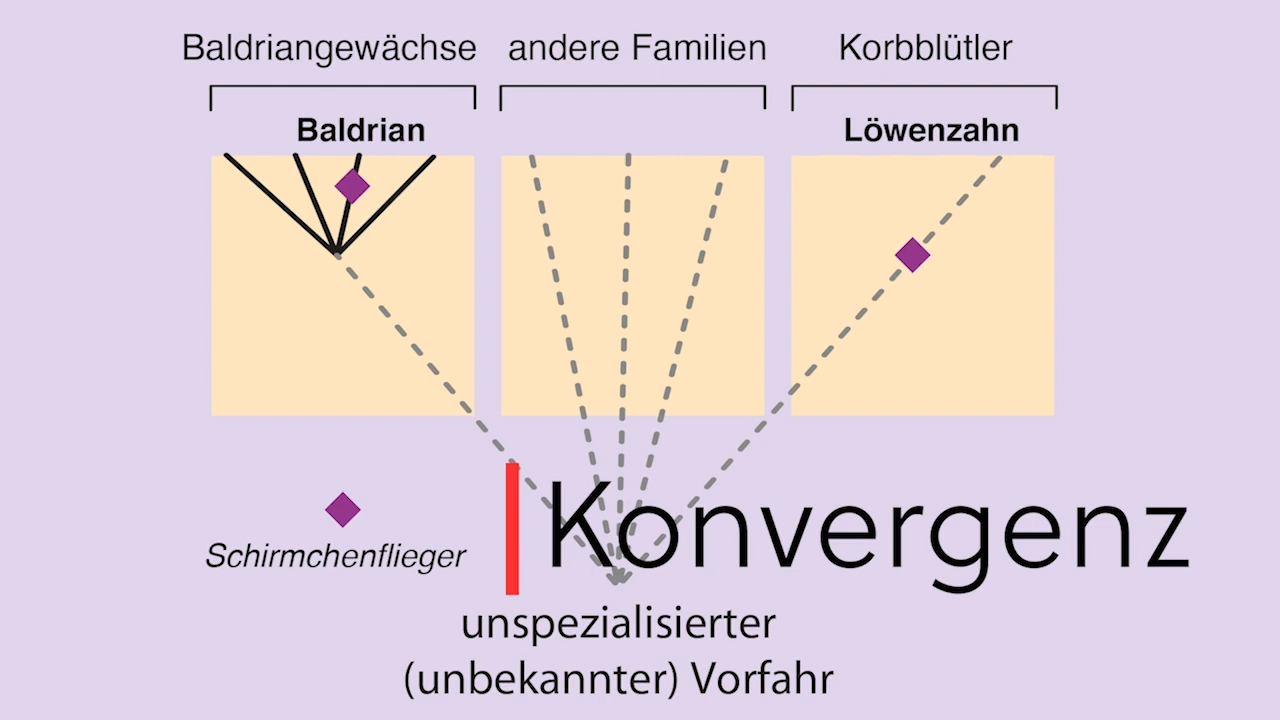 Baldriangewächse
andere Familien
Korbblütler
Baldrian
Löwenzahn
Schirmchenflieger
Konvergenz
unspezialisierter
(unbekannter) Vorfahr